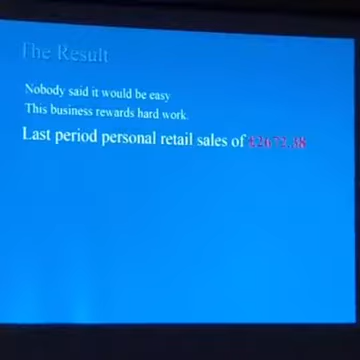 The Result
Nobody said it would be easy
This business rewards hard work.
Last period personal retail sales of